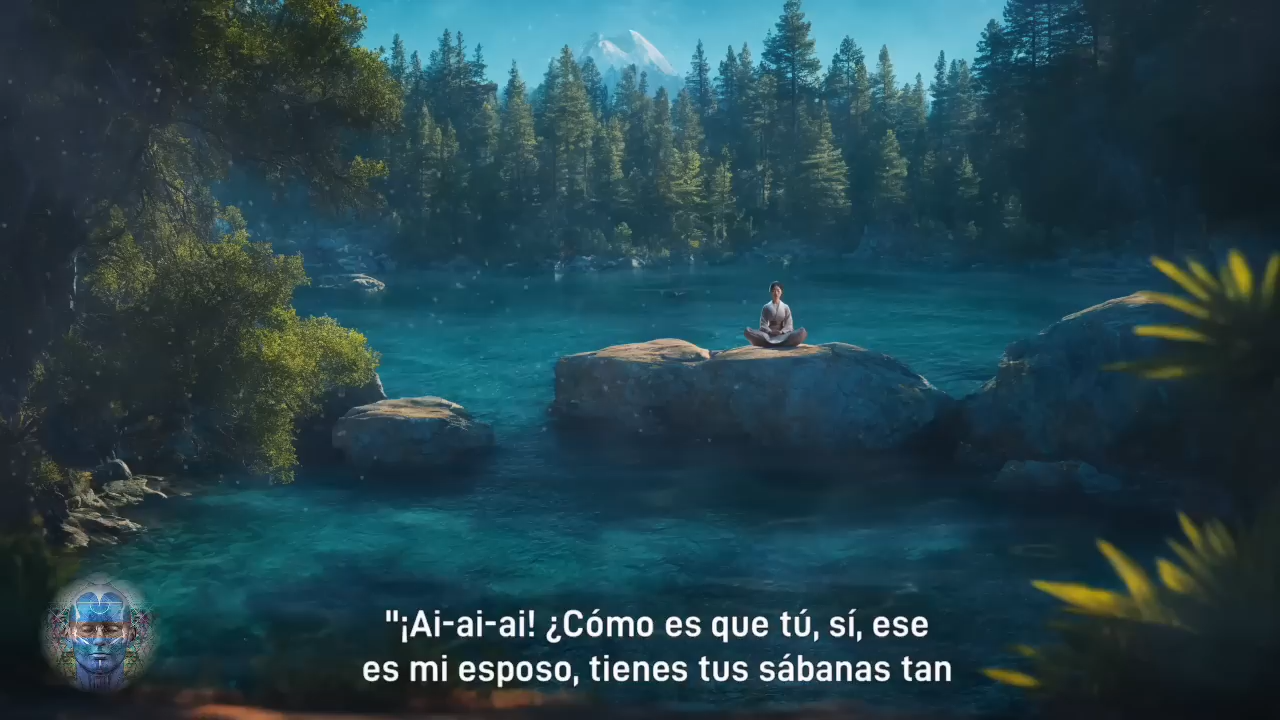 "¡Ai-ai-ai! ¿Cómo es que tú, sí, ese
es mi esposo, tienes tus sábanas tan